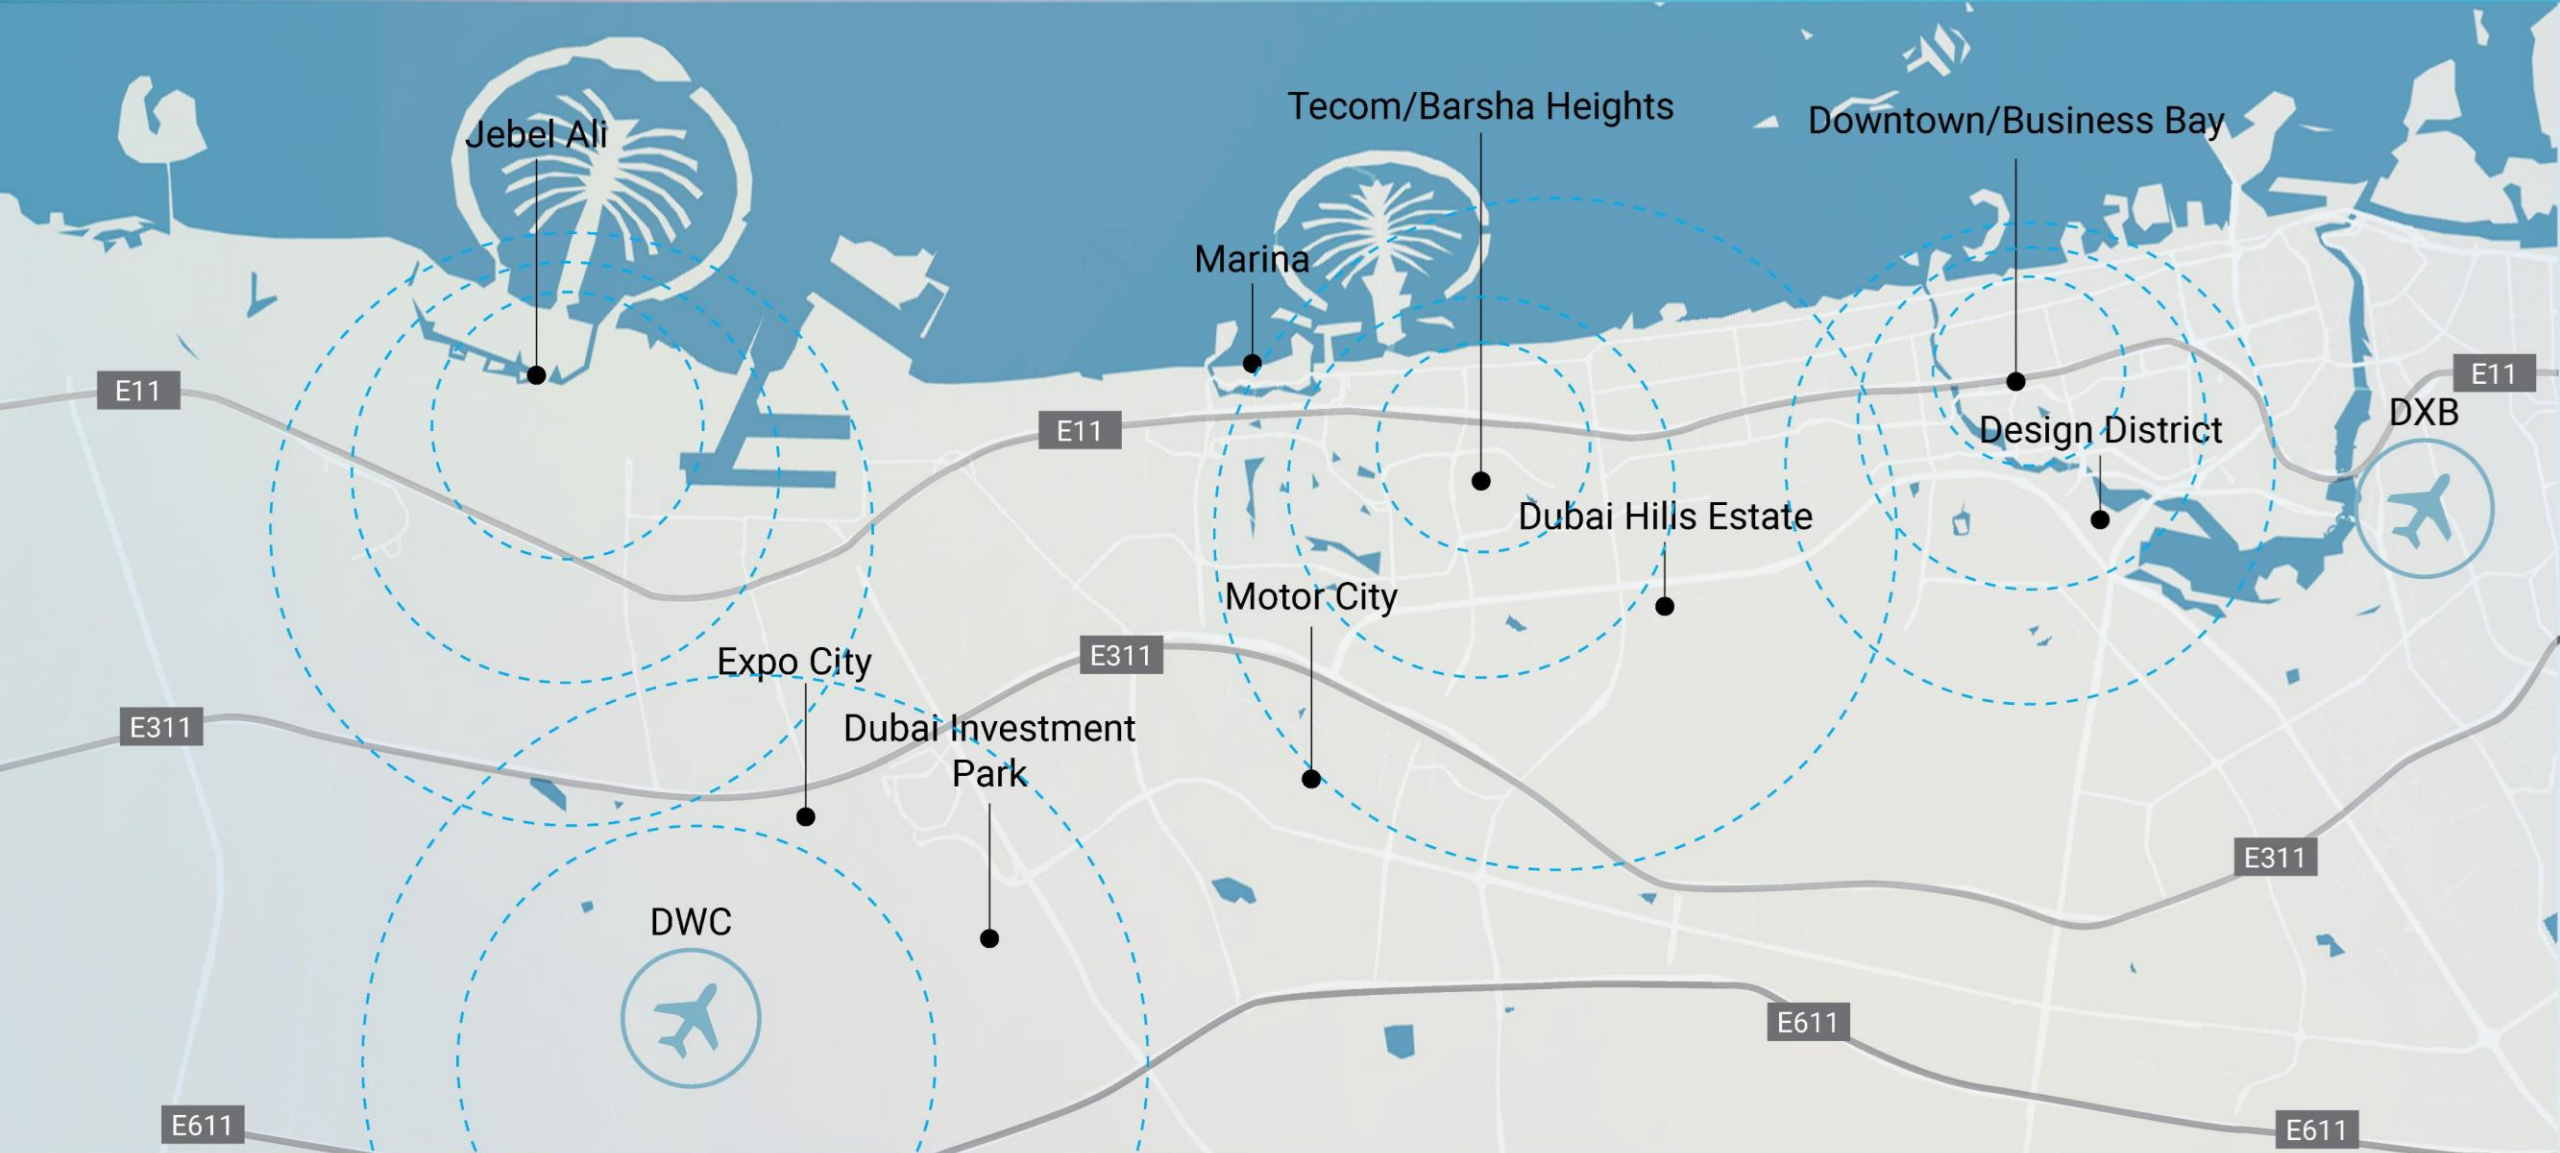 Tecom/Barsha Heights
Downtown/Business Bay
Jebel Ali
Marina
E11
E11
E11
DXB
Design District
Dubai Hills Estate
Motor City
E311
Expo City
E311
Dubai Investment
Park
E311
DWC
E611
E611
E611